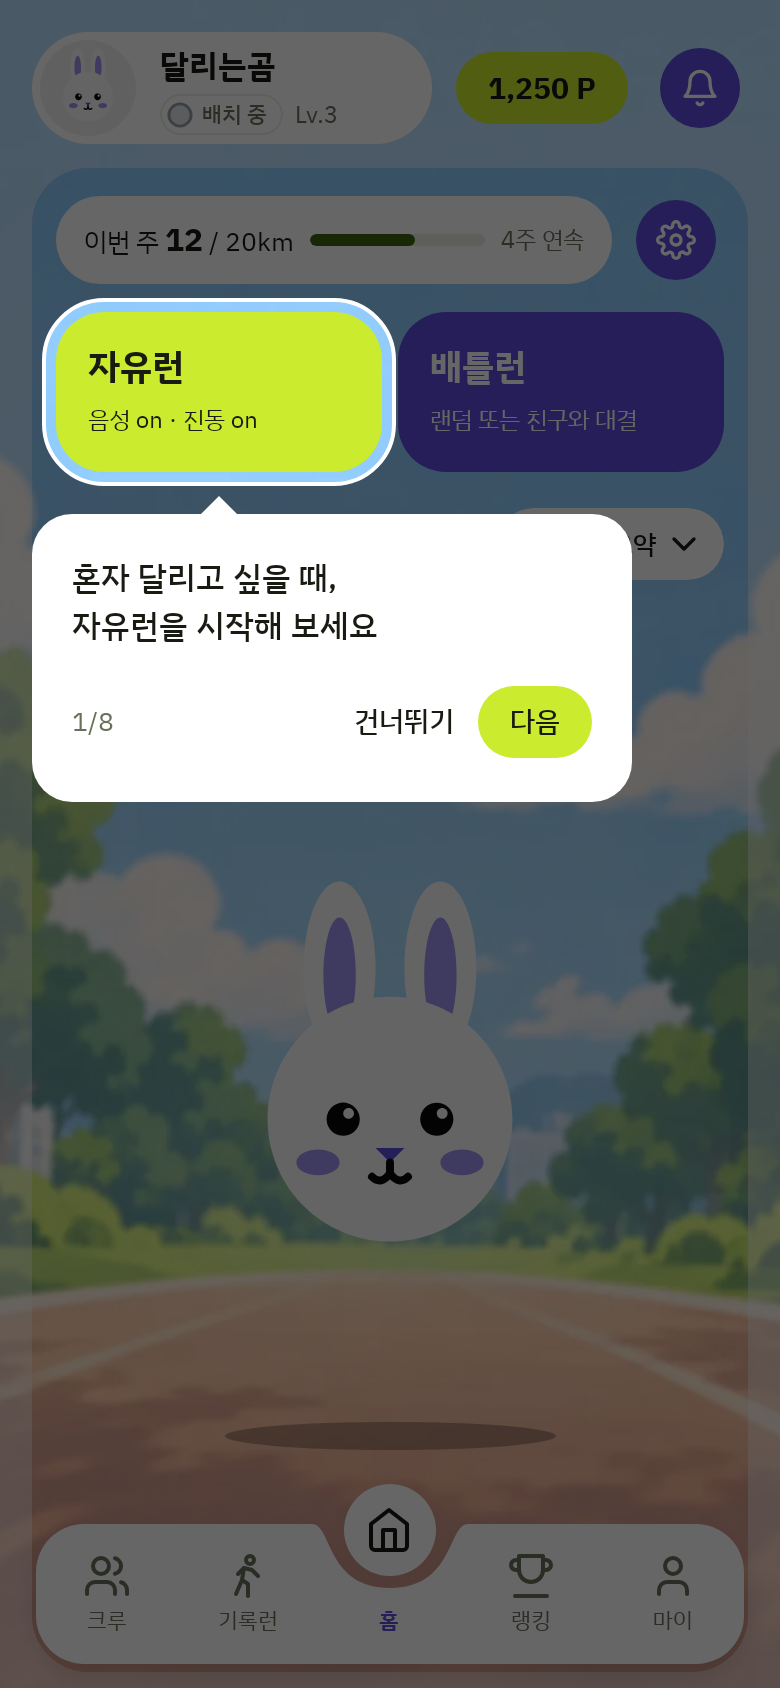 달리는곰
배치 중 Lv.3
1,250 P
이번 주 12 / 20km
4주 연속
자유런
음성 on · 진동 on
배틀런
랜덤 또는 친구와 대결
약
혼자 달리고 싶을 때,
자유런을 시작해 보세요
1/8
건너뛰기
다음
크루
기록런
홈
랭킹
마이